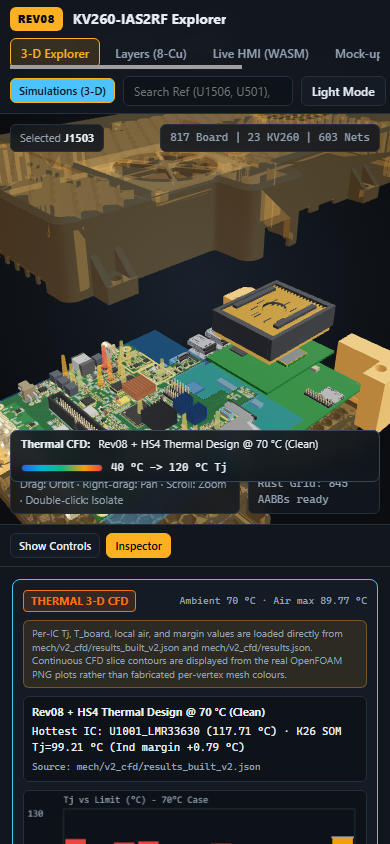 REV08 KV260-IAS2RF Explorer
3-D Explorer Layers (8-Cu) Live HMI (WASM) Mock-up
Simulations (3-D) Search Ref (U1506, U501), Light Mode
Selected J1503 817 Board | 23 KV260 | 603 Nets
Thermal CFD: Rev08 + HS4 Thermal Design @ 70 °C (Clean)
40 °C -> 120 °C Tj
Drag: Orbit · Right-drag: Pan · Scroll: Zoom
· Double-click: Isolate
Rust Grid: 845
AABBs ready
Show Controls Inspector
THERMAL 3-D CFD Ambient 70 °C · Air max 89.77 °C
Per-IC Tj, T_board, local air, and margin values are loaded directly from
mech/v2_cfd/results_built_v2.json and mech/v2_cfd/results.json.
Continuous CFD slice contours are displayed from the real OpenFOAM
PNG plots rather than fabricated per-vertex mesh colours.
Rev08 + HS4 Thermal Design @ 70 °C (Clean)
Hottest IC: U1001_LMR33630 (117.71 °C) · K26 SOM
Tj=99.21 °C (Ind margin +0.79 °C)
Source: mech/v2_cfd/results_built_v2.json
Tj vs Limit (°C) - 70°C Case
130